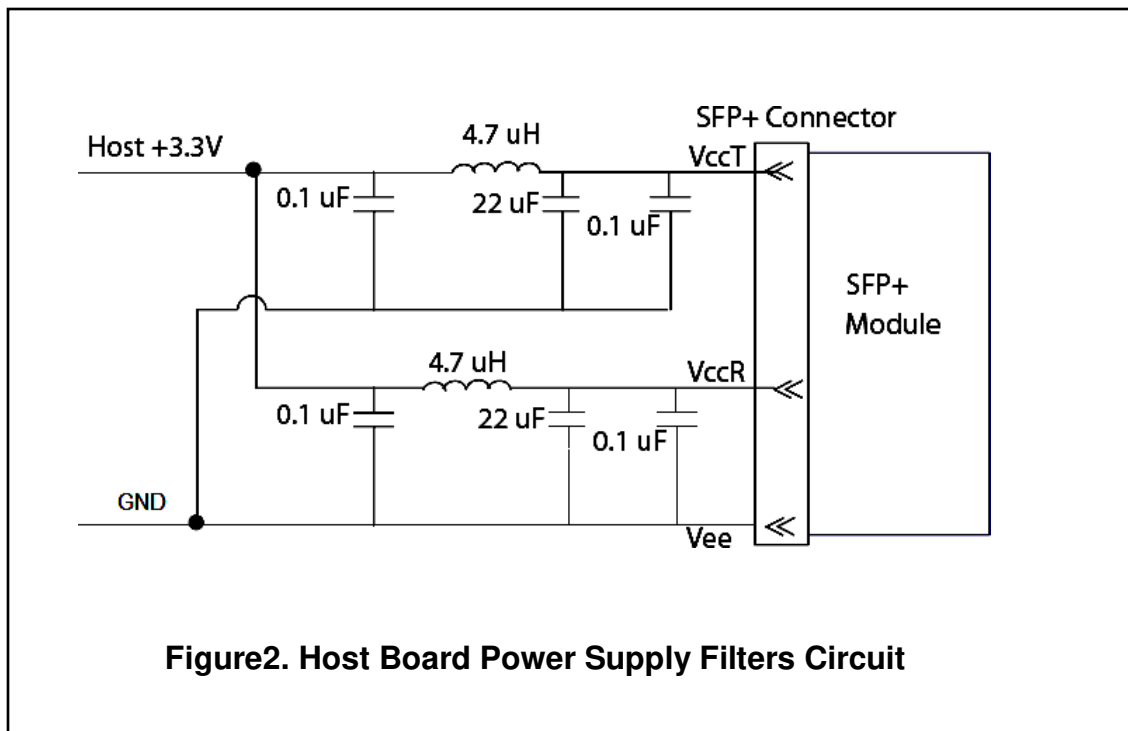 SFP+ Connector
Host +3.3V
4.7 uH
VccT
0.1 uF
22 uF
0.1 uF
SFP+
Module
4.7 uH
VccR
0.1 uF
22 uF
0.1 uF
GND
Vee
Figure2. Host Board Power Supply Filters Circuit